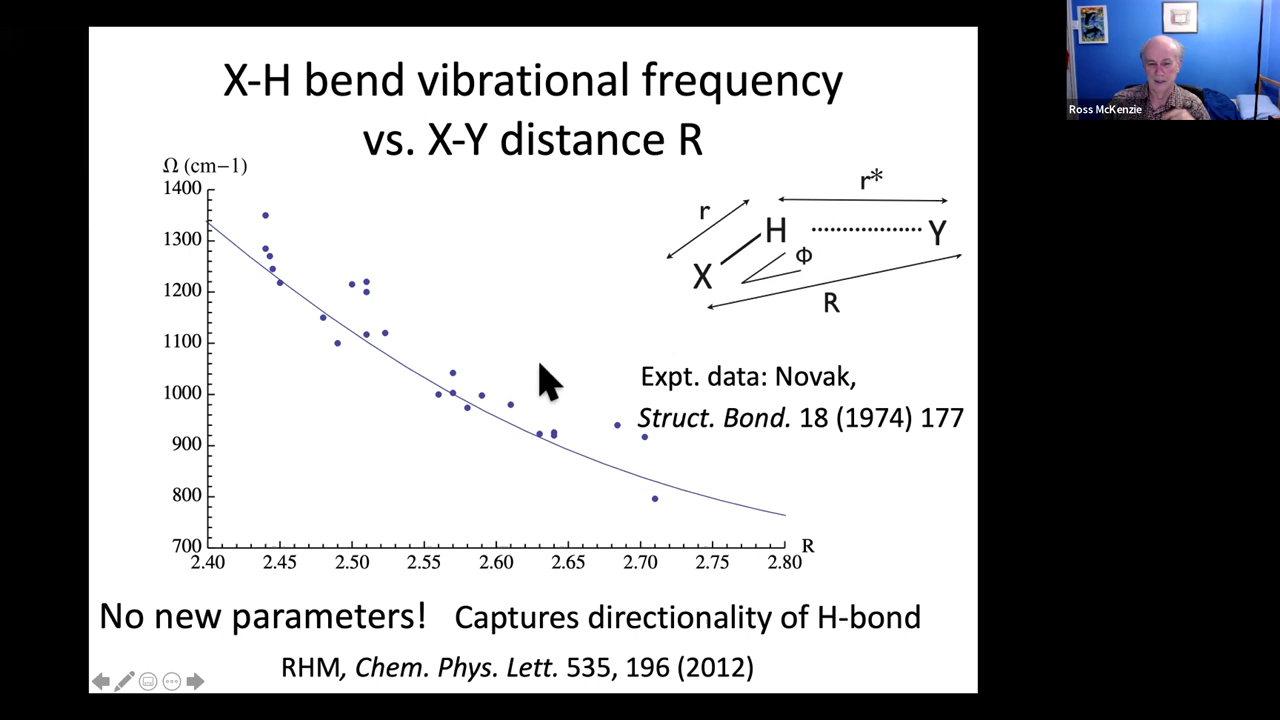 X-H bend vibrational frequency
vs. X-Y distance R
Ω (cm−1)
1400
1300
1200
1100
1000
900
800
700
2.40 2.45 2.50 2.55 2.60 2.65 2.70 2.75 2.80
R
r*
r
H
Y
Φ
X
R
Expt. data: Novak,
Struct. Bond. 18 (1974) 177
No new parameters! Captures directionality of H-bond
RHM, Chem. Phys. Lett. 535, 196 (2012)
Ross McKenzie